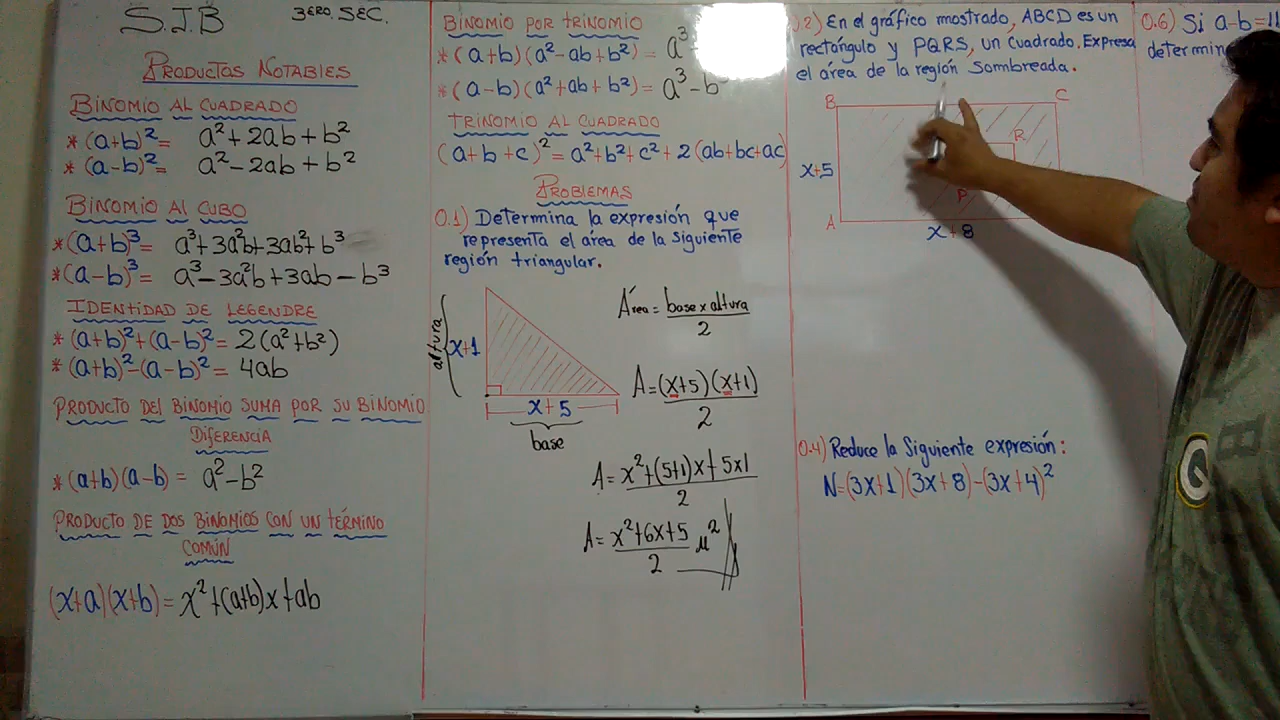 S.J.B 3ERO. SEC.
PRODUCTOS NOTABLES
BINOMIO AL CUADRADO
* (a+b)² = a²+2ab+b²
* (a-b)² = a²-2ab+b²
BINOMIO AL CUBO
* (a+b)³ = a³+3a²b+3ab²+b³
* (a-b)³ = a³-3a²b+3ab-b³
IDENTIDAD DE LEGENDRE
* (a+b)²+(a-b)² = 2(a²+b²)
* (a+b)²-(a-b)² = 4ab
PRODUCTO DEL BINOMIO SUMA POR SU BINOMIO
DIFERENCIA
* (a+b)(a-b) = a²-b²
PRODUCTO DE DOS BINOMIOS CON UN TÉRMINO
COMÚN
(x+a)(x+b) = x²+(a+b)x+ab
BINOMIO POR TRINOMIO
* (a+b)(a²-ab+b²) = a³
* (a-b)(a²+ab+b²) = a³-b³
TRINOMIO AL CUADRADO
(a+b+c)² = a²+b²+c²+2(ab+bc+ac)
PROBLEMAS
0.1) Determina la expresión que
representa el área de la siguiente
región triangular.
altura
x+1
x+5
base
Área = base x altura
2
A = (x+5)(x+1)
2
A = x²+(5+1)x+5x1
2
A = x²+6x+5 μ²
2
0.2) En el gráfico mostrado, ABCD es un
rectángulo y PQRS, un cuadrado. Expresa
el área de la región sombreada.
B C
R
x+5
P
A
x+8
0.4) Reduce la siguiente expresión:
N=(3x+1)(3x+8)-(3x+4)²
0.6) Si a-b=11
G